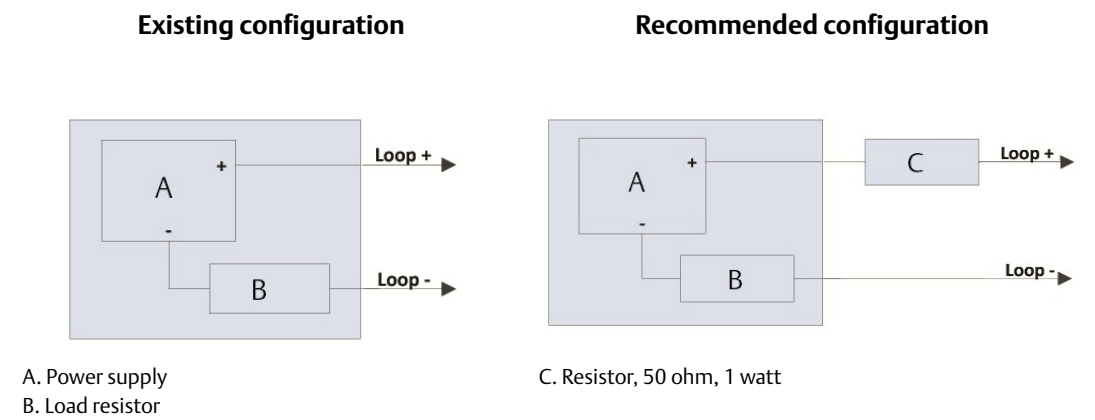 Existing configuration
Recommended configuration
A
+
-
B
Loop +
Loop -
A
+
-
B
C
Loop +
Loop -
A. Power supply
B. Load resistor
C. Resistor, 50 ohm, 1 watt